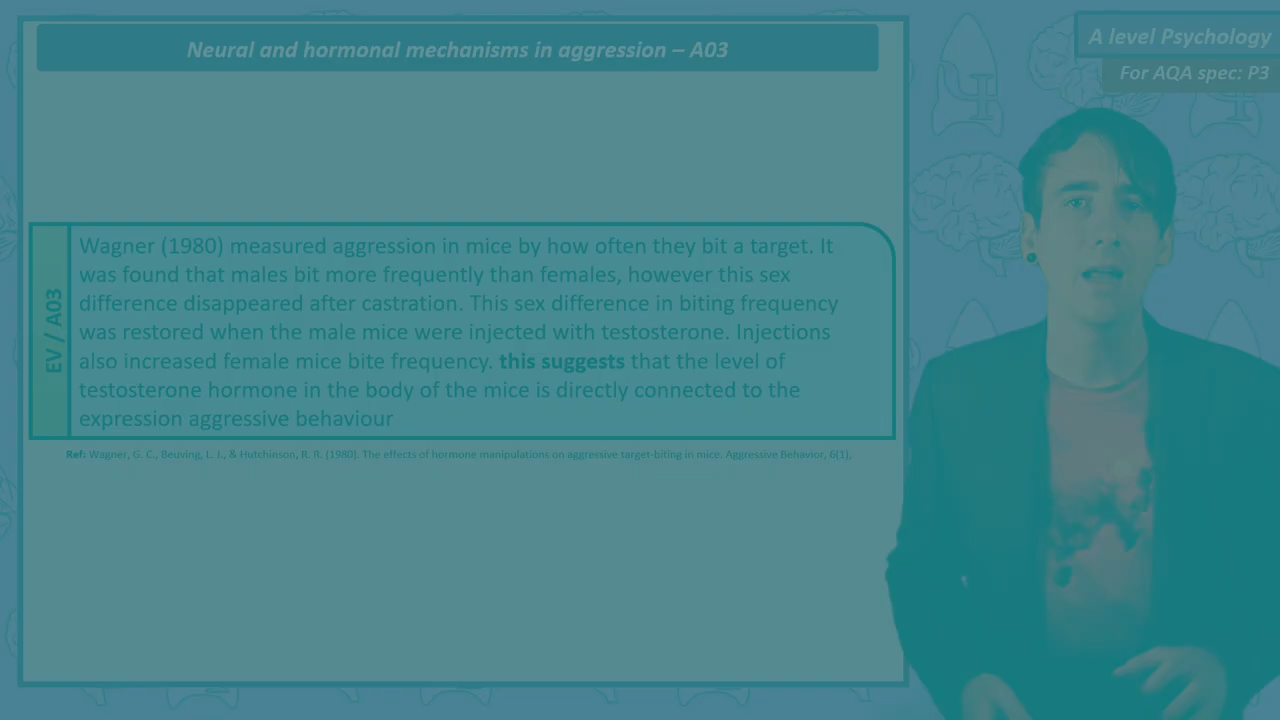 Neural and hormonal mechanisms in aggression – A03
A level Psychology
For AQA spec: P3
EV / A03
Wagner (1980) measured aggression in mice by how often they bit a target. It
was found that males bit more frequently than females, however this sex
difference disappeared after castration. This sex difference in biting frequency
was restored when the male mice were injected with testosterone. Injections
also increased female mice bite frequency. this suggests that the level of
testosterone hormone in the body of the mice is directly connected to the
expression aggressive behaviour
Ref: Wagner, G. C., Beuving, L. J., & Hutchinson, R. R. (1980). The effects of hormone manipulations on aggressive target-biting in mice. Aggressive Behavior, 6(1),